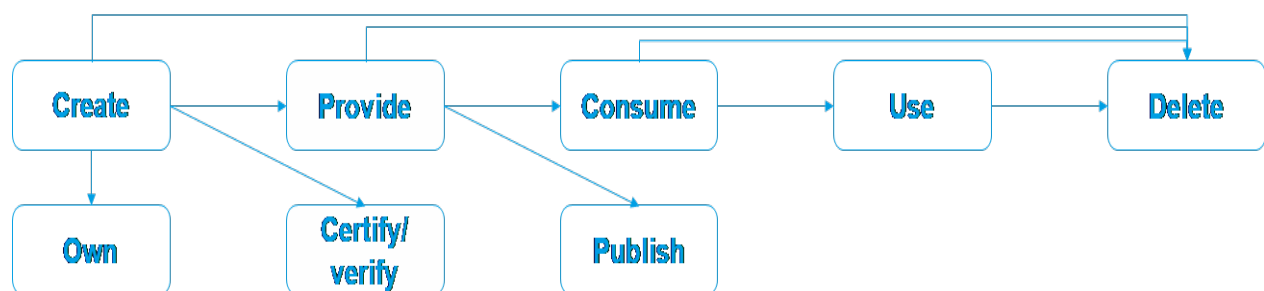 Create
Provide
Consume
Use
Delete
Own
Certify/
verify
Publish